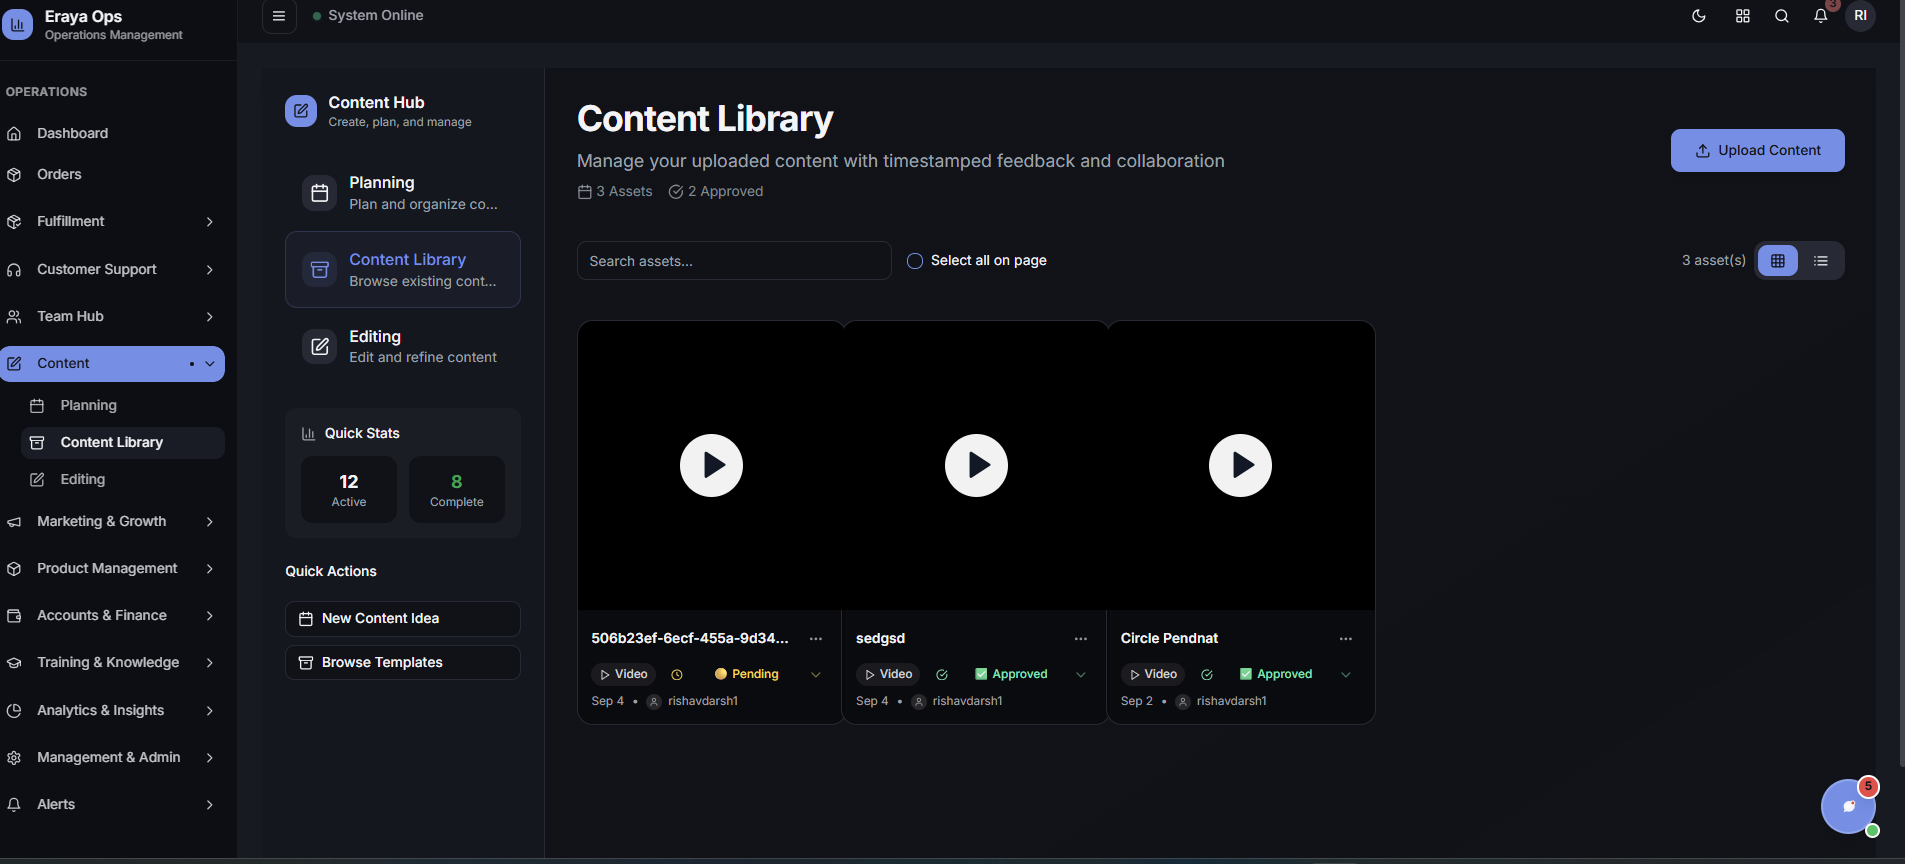 Eraya Ops
Operations Management
System Online
3
RI
OPERATIONS
Dashboard
Orders
Fulfillment
Customer Support
Team Hub
Content
Planning
Content Library
Editing
Marketing & Growth
Product Management
Accounts & Finance
Training & Knowledge
Analytics & Insights
Management & Admin
Alerts
Content Hub
Create, plan, and manage
Planning
Plan and organize co...
Content Library
Browse existing cont...
Editing
Edit and refine content
Quick Stats
12
Active
8
Complete
Quick Actions
New Content Idea
Browse Templates
Content Library
Manage your uploaded content with timestamped feedback and collaboration
3 Assets 2 Approved
Upload Content
Search assets...
Select all on page
3 asset(s)
506b23ef-6ecf-455a-9d34...
Video Pending
Sep 4 • rishavdarsh1
sedgsd
Video Approved
Sep 4 • rishavdarsh1
Circle Pendnat
Video Approved
Sep 2 • rishavdarsh1
5